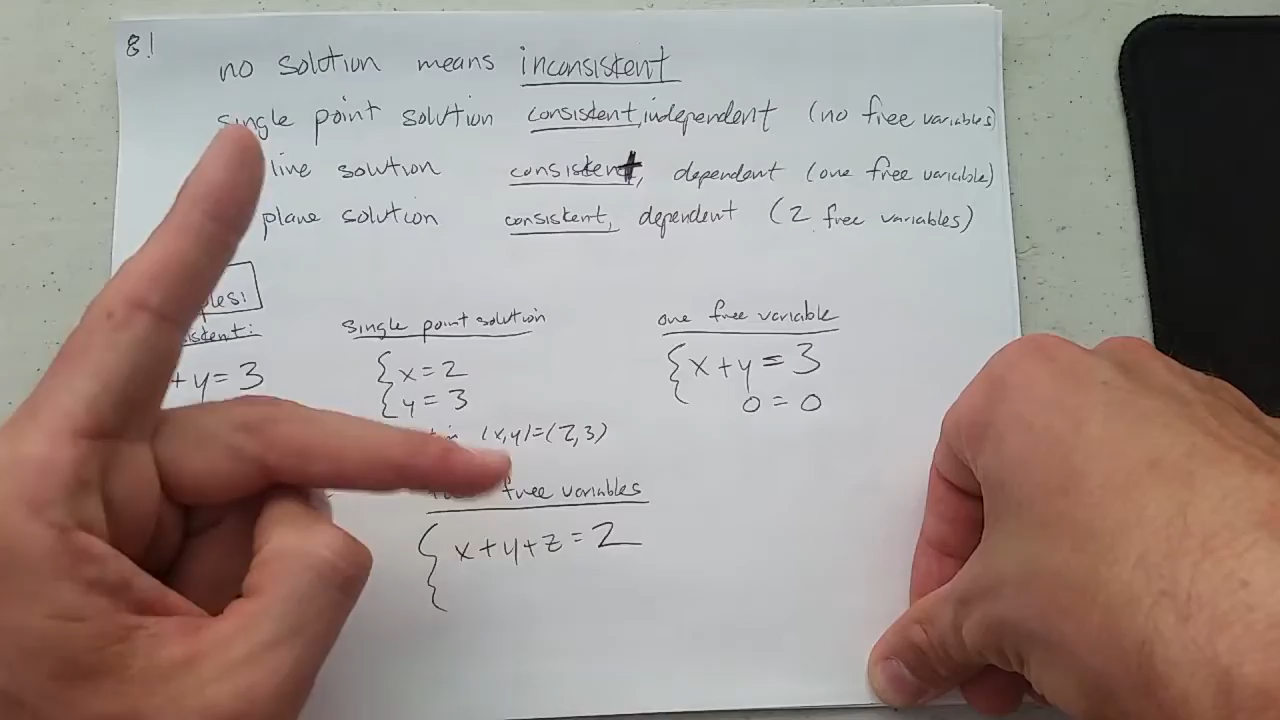 8!
no solution means inconsistent
single point solution consistent, independent (no free variables)
line solution consistent, dependent (one free variable)
plane solution consistent, dependent (2 free variables)
single point solution
one free variable
+ y = 3
x = 2
y = 3
x + y = 3
0 = 0
(x,y) = (2,3)
free variables
x + y + z = 2